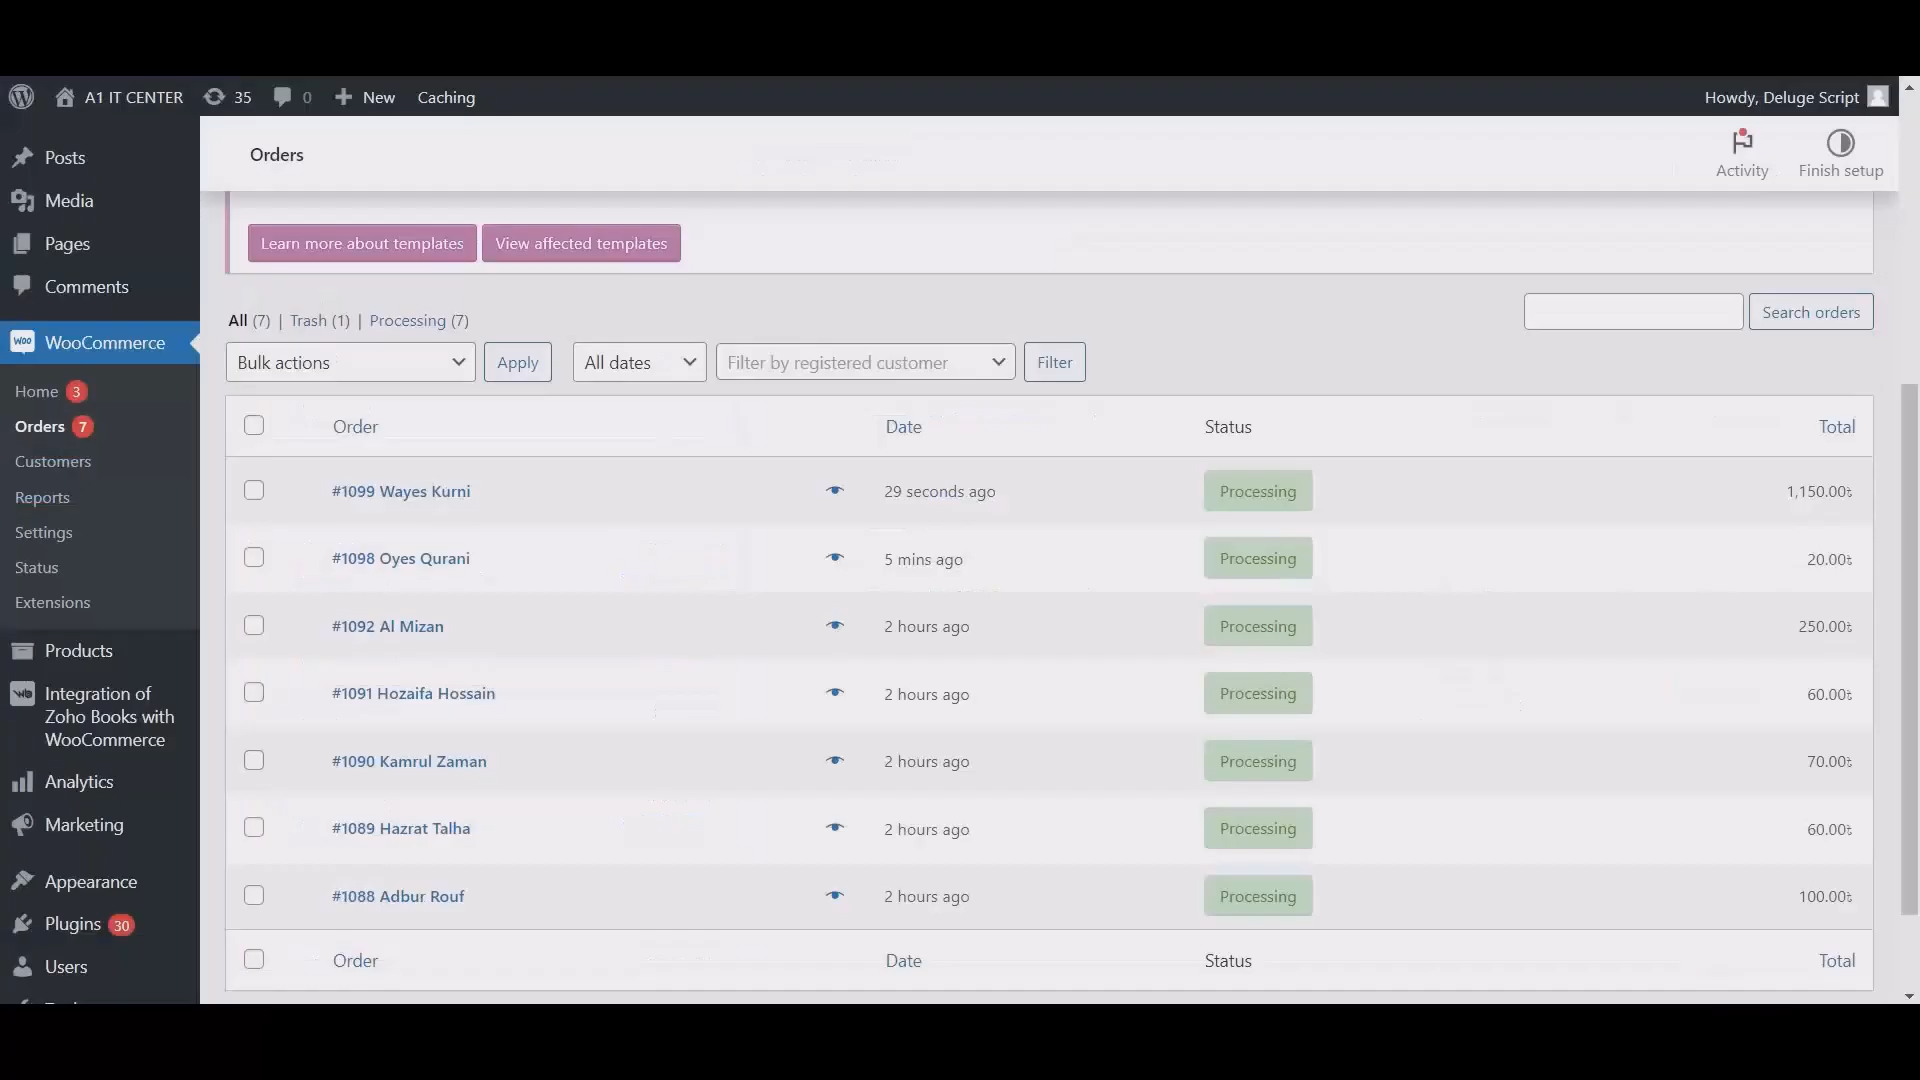 A1 IT CENTER 35 0 New Caching Howdy, Deluge Script
Posts
Media
Pages
Comments
WooCommerce
Home 3
Orders 7
Customers
Reports
Settings
Status
Extensions
Products
Integration of
Zoho Books with
WooCommerce
Analytics
Marketing
Appearance
Plugins 30
Users
Orders
Activity
Finish setup
Learn more about templates View affected templates
All (7) | Trash (1) | Processing (7)
Search orders
Bulk actions Apply All dates Filter by registered customer Filter
Order Date Status Total
#1099 Wayes Kurni 29 seconds ago Processing 1,150.00৳
#1098 Oyes Qurani 5 mins ago Processing 20.00৳
#1092 Al Mizan 2 hours ago Processing 250.00৳
#1091 Hozaifa Hossain 2 hours ago Processing 60.00৳
#1090 Kamrul Zaman 2 hours ago Processing 70.00৳
#1089 Hazrat Talha 2 hours ago Processing 60.00৳
#1088 Adbur Rouf 2 hours ago Processing 100.00৳
Order Date Status Total